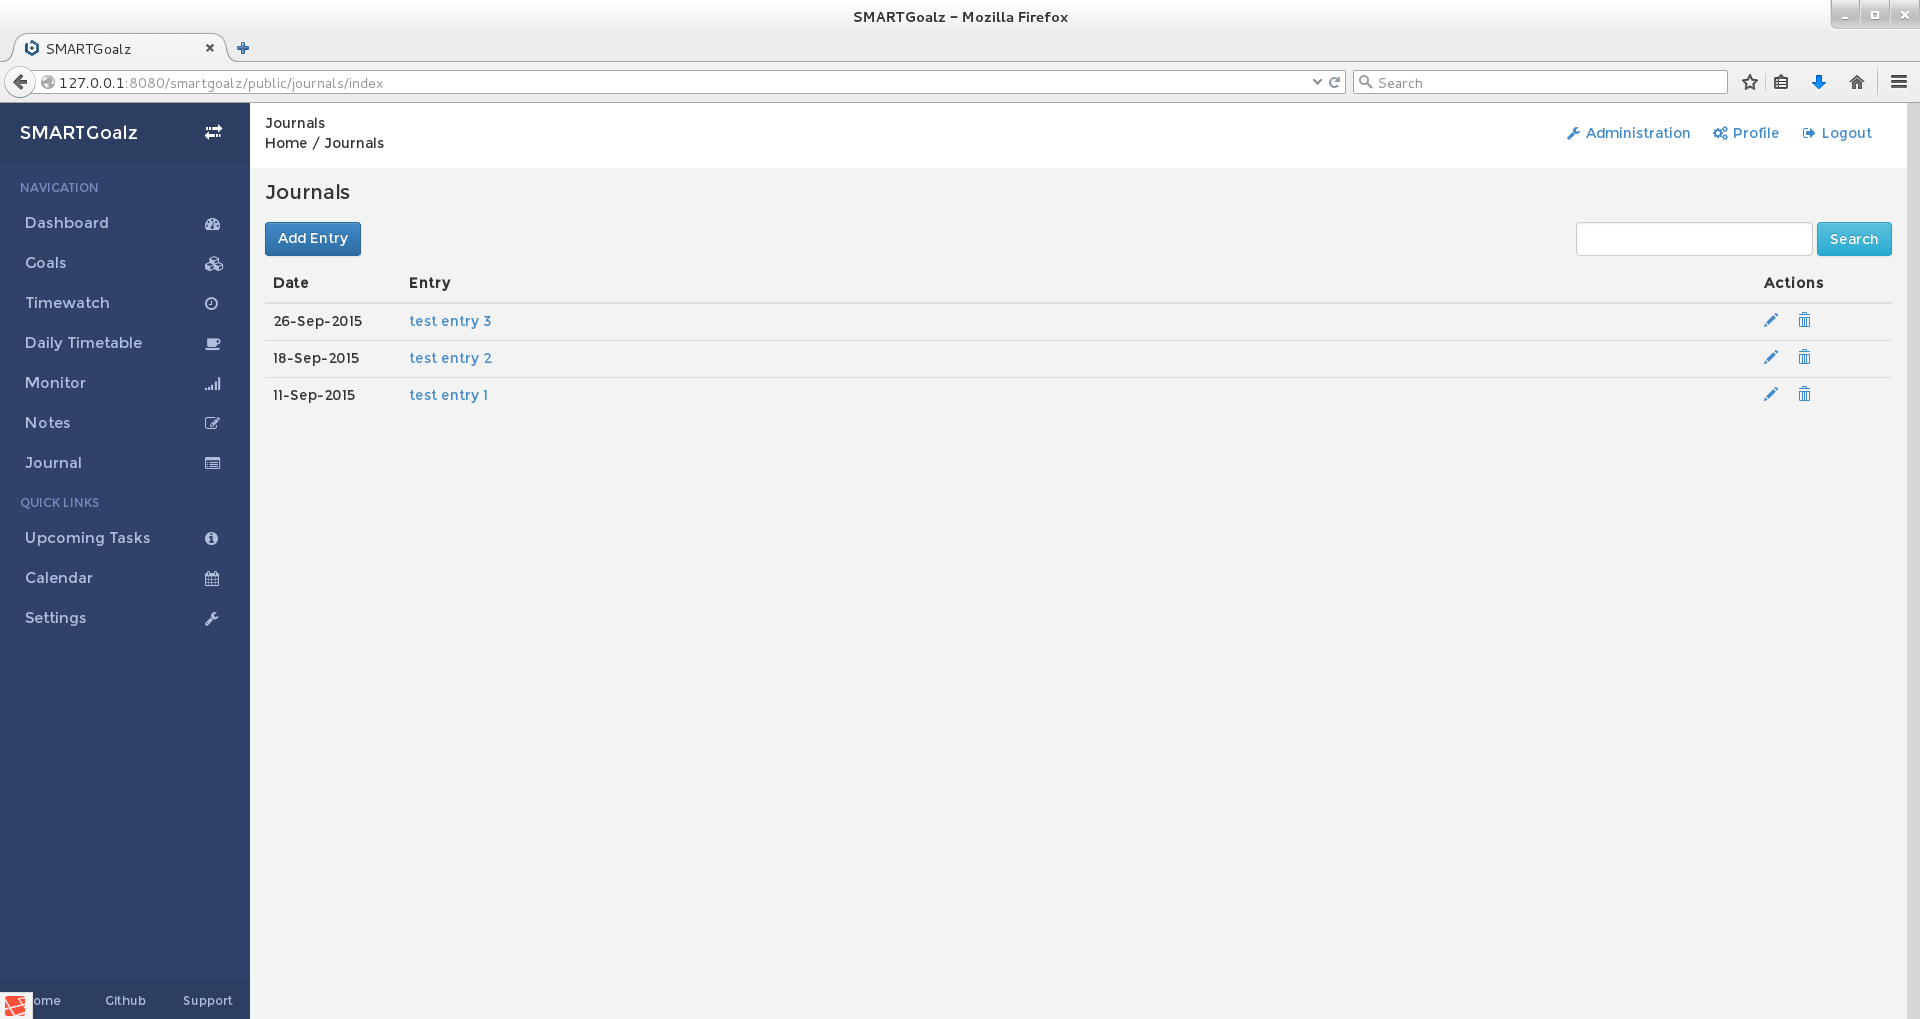 SMARTGoalz - Mozilla Firefox
SMARTGoalz
127.0.0.1:8080/smartgoalz/public/journals/index
Search
SMARTGoalz
NAVIGATION
Dashboard
Goals
Timewatch
Daily Timetable
Monitor
Notes
Journal
QUICK LINKS
Upcoming Tasks
Calendar
Settings
ome Github Support
Journals
Home / Journals
Administration Profile Logout
Journals
Add Entry
Search
Date Entry Actions
26-Sep-2015 test entry 3
18-Sep-2015 test entry 2
11-Sep-2015 test entry 1